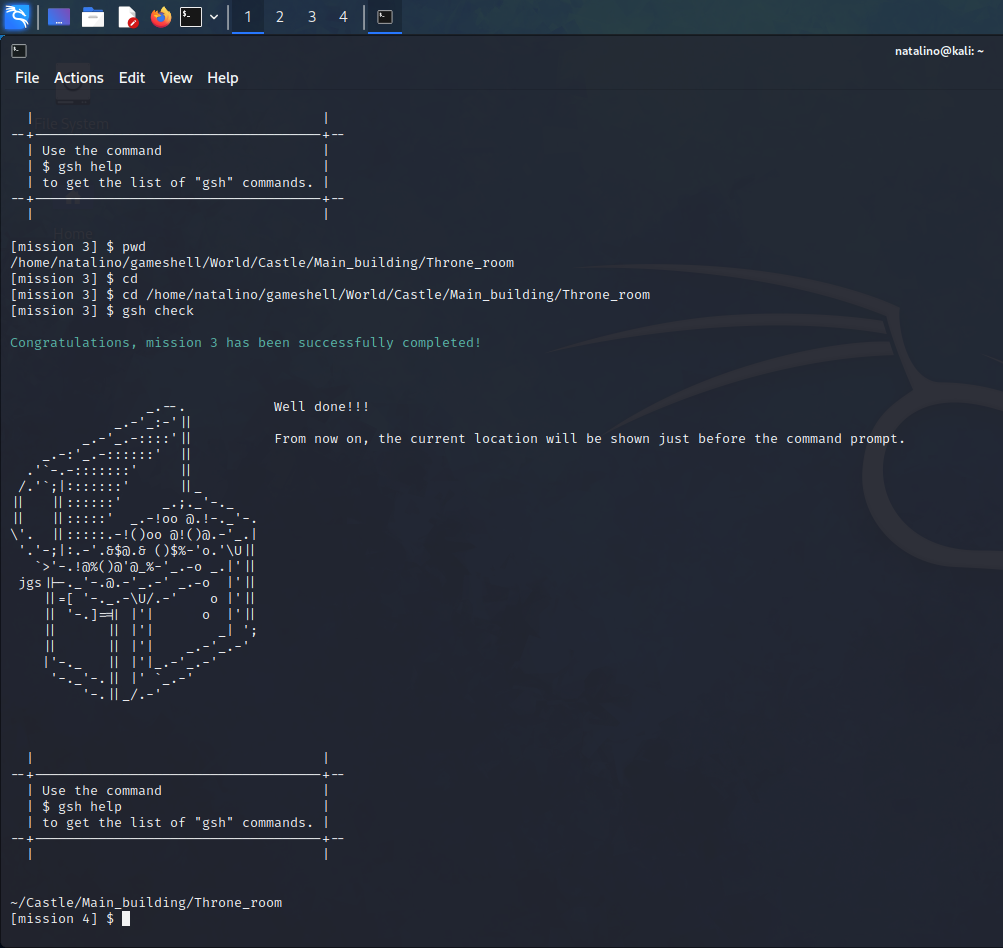 1 2 3 4
natalino@kali: ~
File Actions Edit View Help
File System
Use the command
$ gsh help
to get the list of "gsh" commands.
Home
[mission 3] $ pwd
/home/natalino/gameshell/World/Castle/Main_building/Throne_room
[mission 3] $ cd
[mission 3] $ cd /home/natalino/gameshell/World/Castle/Main_building/Throne_room
[mission 3] $ gsh check
Congratulations, mission 3 has been successfully completed!
Well done!!!
From now on, the current location will be shown just before the command prompt.
jgs
Use the command
$ gsh help
to get the list of "gsh" commands.
~/Castle/Main_building/Throne_room
[mission 4] $